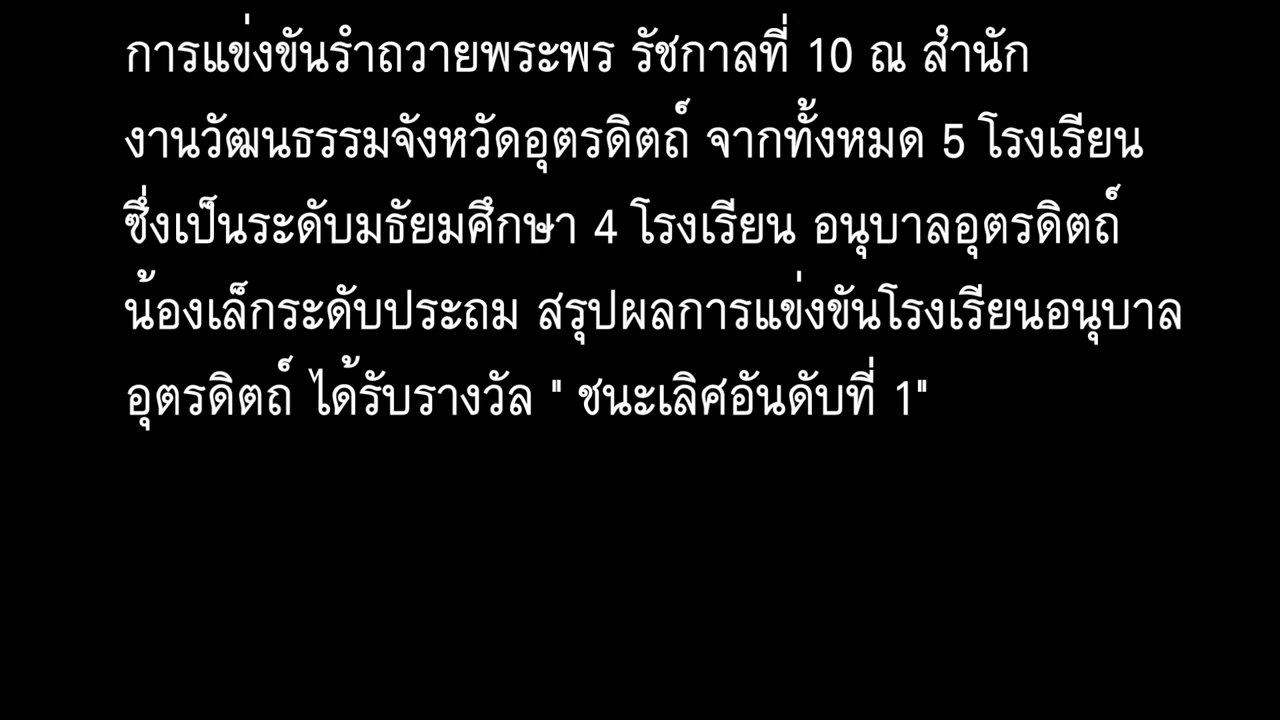 การแข่งขันรำถวายพระพร รัชกาลที่ 10 ณ สำนัก
งานวัฒนธรรมจังหวัดอุตรดิตถ์ จากทั้งหมด 5 โรงเรียน
ซึ่งเป็นระดับมธัยมศึกษา 4 โรงเรียน อนุบาลอุตรดิตถ์
น้องเล็กระดับประถม สรุปผลการแข่งขันโรงเรียนอนุบาล
อุตรดิตถ์ ได้รับรางวัล " ชนะเลิศอันดับที่ 1"